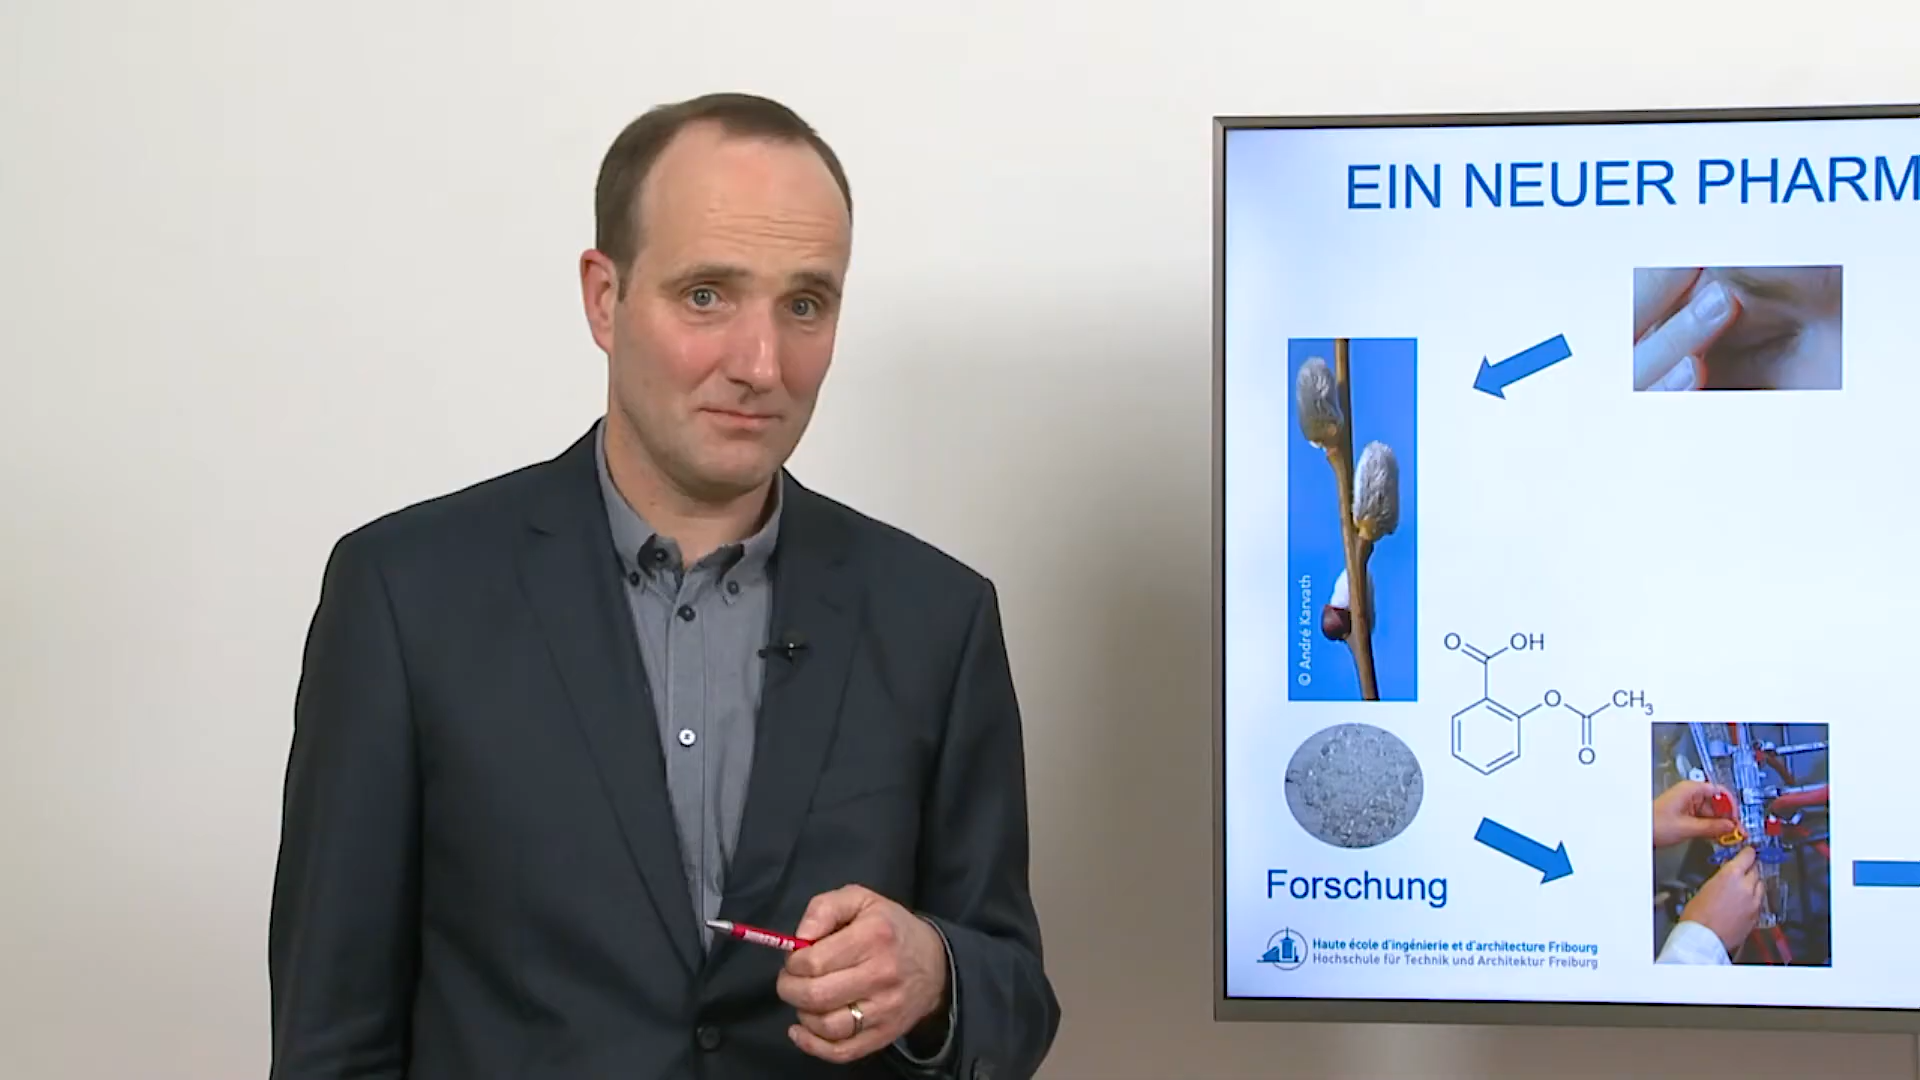 EIN NEUER PHARM
© André Karvath
O
OH
O
CH₃
O
Forschung
Haute école d'ingénierie et d'architecture Fribourg
Hochschule für Technik und Architektur Freiburg